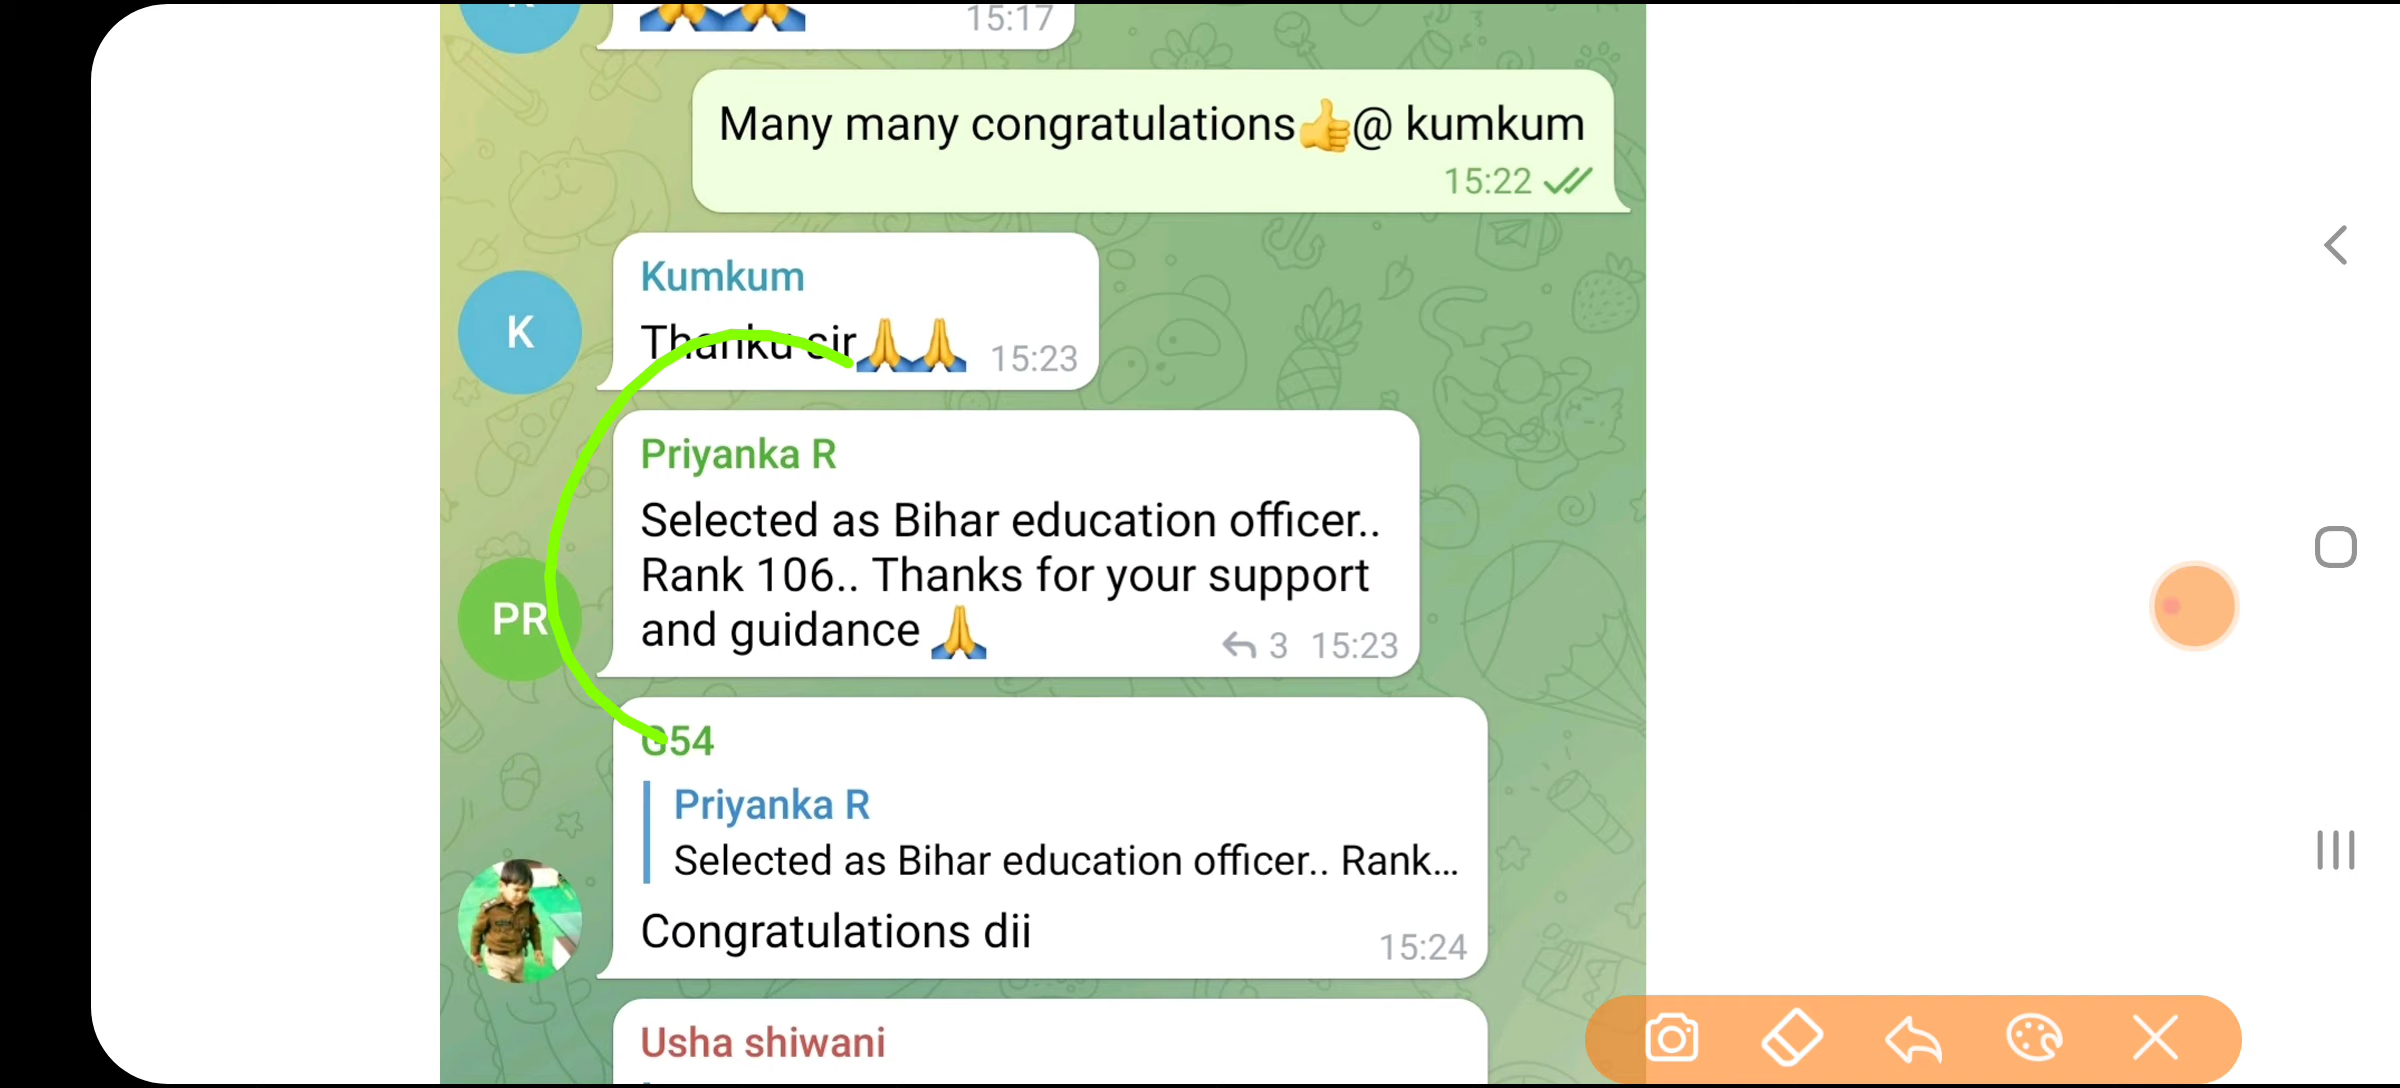 15:17
Many many congratulations👍@ kumkum
15:22
Kumkum
K
Thanku sir🙏🙏 15:23
Priyanka R
Selected as Bihar education officer..
Rank 106.. Thanks for your support
PR
and guidance 🙏 3 15:23
G54
Priyanka R
Selected as Bihar education officer.. Rank...
Congratulations dii
15:24
Usha shiwani